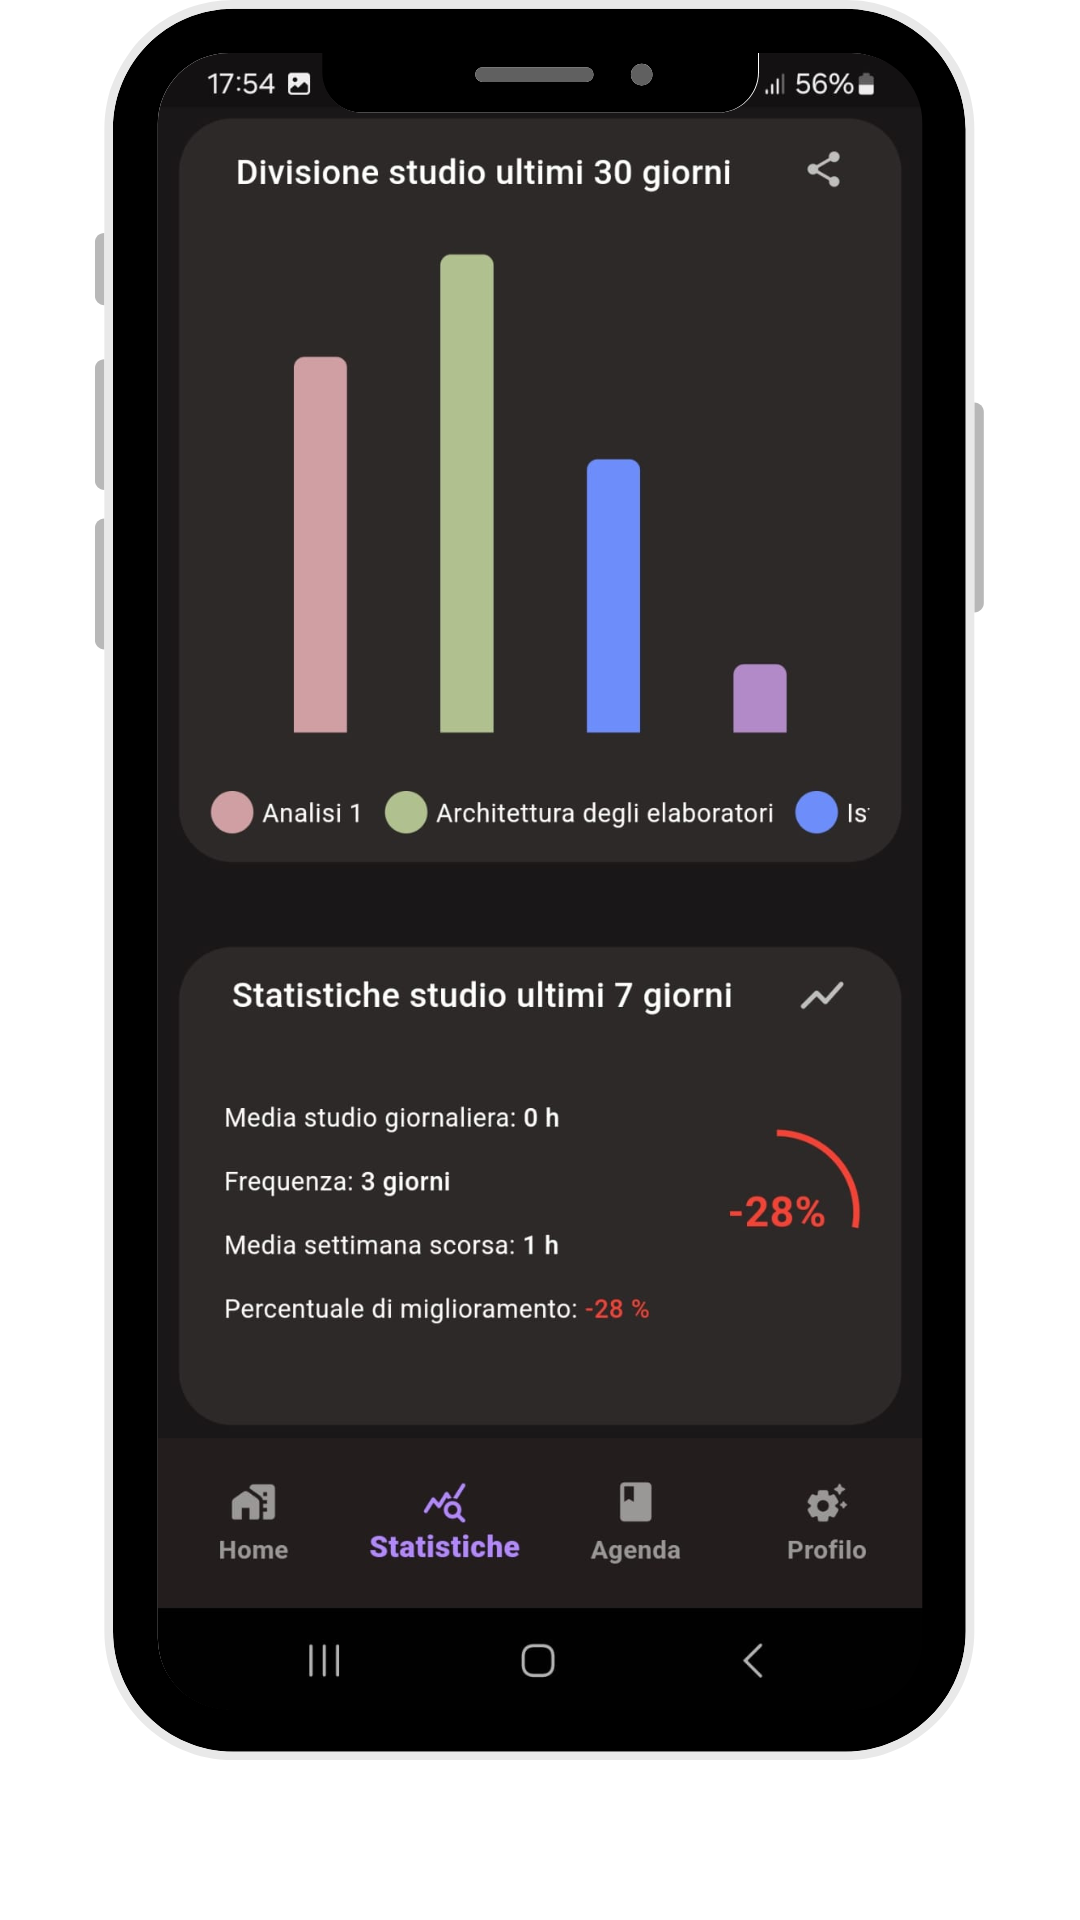 17:54 56%
Divisione studio ultimi 30 giorni
Analisi 1 Architettura degli elaboratori
Statistiche studio ultimi 7 giorni
Media studio giornaliera: 0 h
Frequenza: 3 giorni
-28%
Media settimana scorsa: 1 h
Percentuale di miglioramento: -28 %
Home Statistiche Agenda Profilo